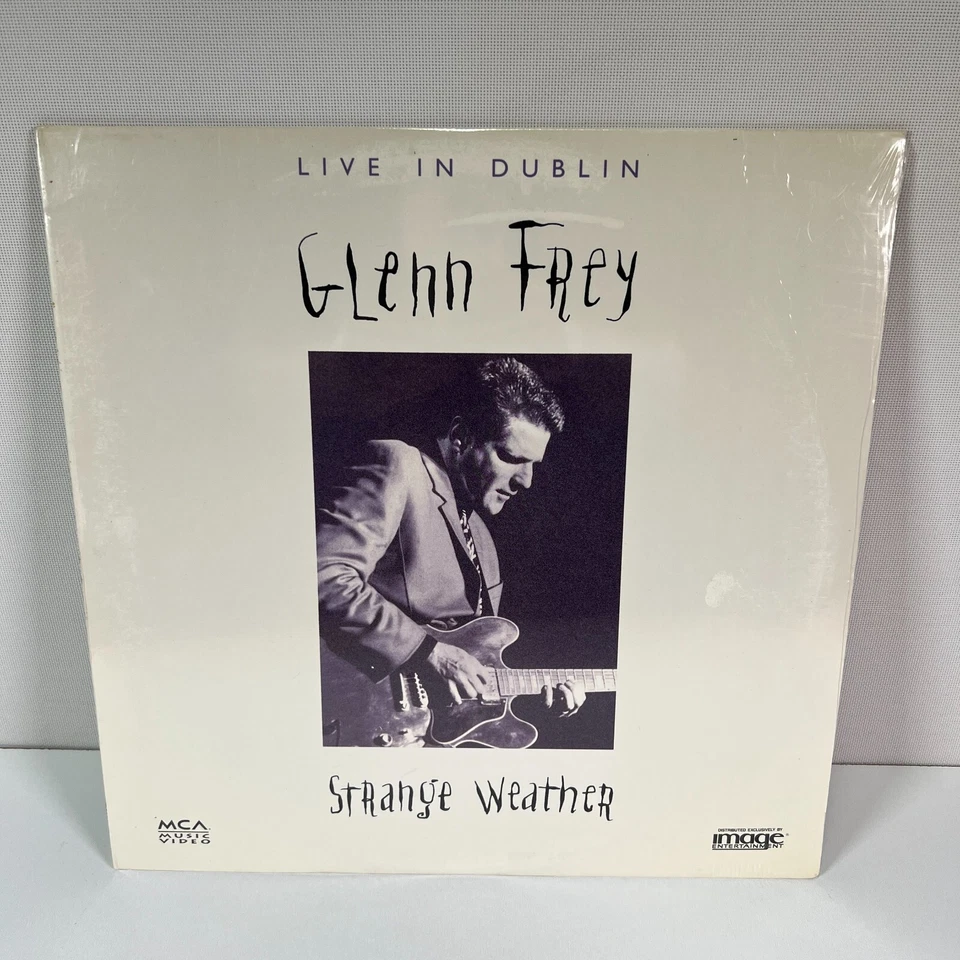 LIVE IN DUBLIN
GLenn FRey
STRange WeatheR
MCA
MUSIC
VIDEO
DISTRIBUTED EXCLUSIVELY BY
image®
ENTERTAINMENT